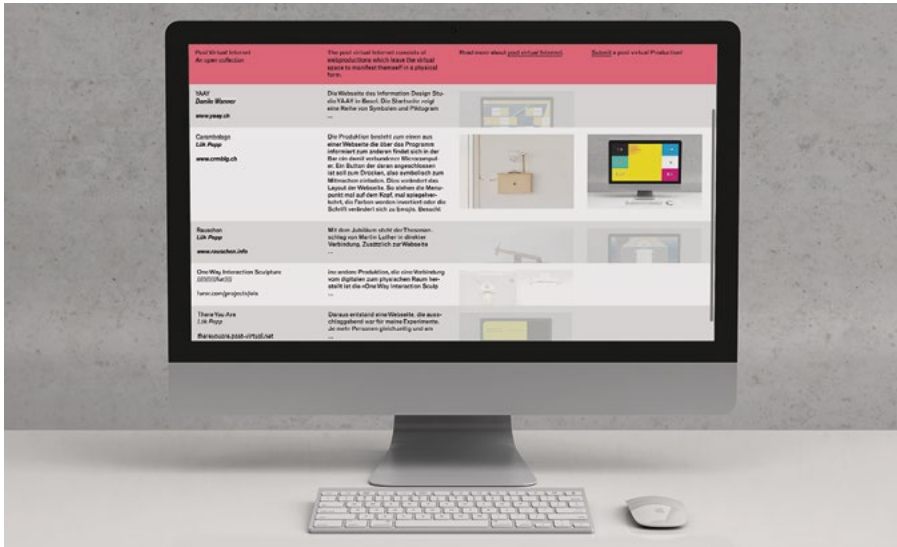 Post Virtual Internet
An open collection
The post virtual Internet consists of
webproductions which leave the virtual
space to manifest themself in a physical
form.
Read more about post virtual Internet.
Submit a post virtual Production!
YAAY
Danilo Wanner
www.yaay.ch
Die Webseite des Information Design Stu-
dio YAAY in Basel. Die Startseite zeigt
eine Reihe von Symbolen und Piktogram
...
Carambolage
Liik Popp
www.crmblg.ch
Die Produktion besteht zum einen aus
einer Webseite die über das Programm
informiert zum anderen findet sich in der
Bar ein damit verbundener Microcomput-
er. Ein Button der daran angeschlossen
ist soll zum Drücken, also symbolisch zum
Mitmachen einladen. Dies verändert das
Layout der Webseite. So stehen die Menu-
punkt mal auf dem Kopf, mal spiegelver-
kehrt, die Farben werden invertiert oder die
Schrift verändert sich zu Emojis. Besucht
Rauschen
Liik Popp
www.rauschen.info
Mit dem Jubiläum steht der Thesenan-
schlag von Martin Luther in direkter
Verbindung. Zusätzlich zur Webseite
...
One Way Interaction Sculpture
ine andere Produktion, die eine Verbindung
vom digitalen zum physischen Raum her-
stellt ist die «One Way Interaction Sculp
...
There You Are
Liik Popp
thereyouare.post-virtual.net
Daraus entstand eine Webseite, die auss-
chlaggebend war für meine Experimente.
Je mehr Personen gleichzeitig und am
...